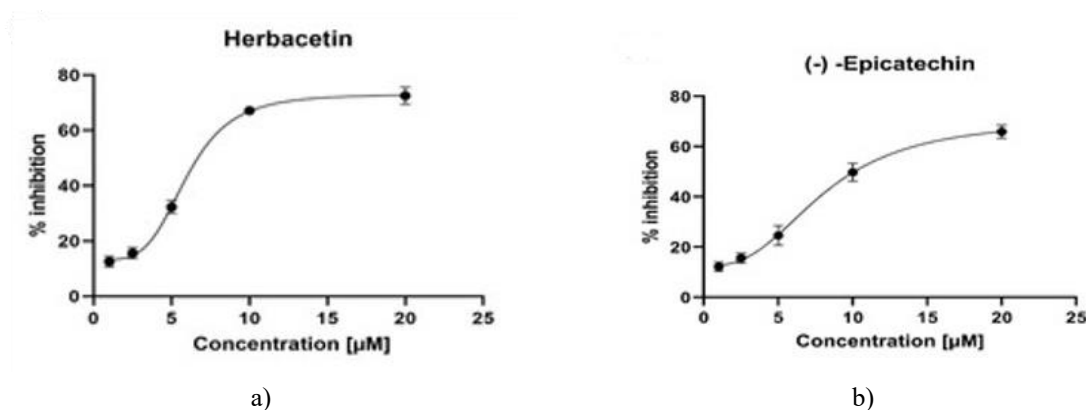 Herbacetin
80
60
40
20
0
% inhibition
0 5 10 15 20 25
Concentration [µM]
a)
(-) -Epicatechin
80
60
40
20
0
% inhibition
0 5 10 15 20 25
Concentration [µM]
b)